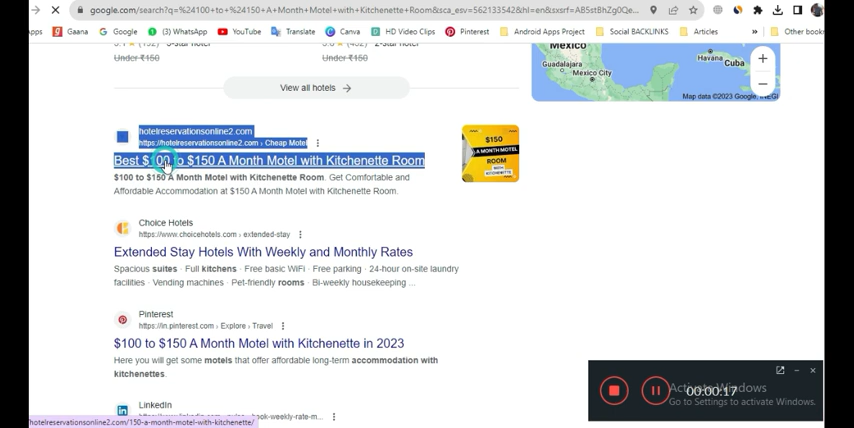 google.com/search?q=%24100+to+%24150+A+Month+Motel+with+Kitchenette+Room&sca_esv=562133542&hl=en&sxsrf=AB5stBhZg0Qe...
Gaana
Google
(3) WhatsApp
YouTube
Translate
Canva
HD Video Clips
Pinterest
Android Apps Project
Social BACKLINKS
Articles
»
Other book
Under ₹150
Under ₹150
View all hotels →
Mexico
Guadalajara
Mexico City
Havana
Cuba
Map data ©2023 Google, INEGI
hotelreservationsonline2.com
https://hotelreservationsonline2.com › Cheap Motel
Best $100 to $150 A Month Motel with Kitchenette Room
$100 to $150 A Month Motel with Kitchenette Room. Get Comfortable and
Affordable Accommodation at $150 A Month Motel with Kitchenette Room.
$150
A MONTH MOTEL
ROOM
WITH
KITCHENETTE
Choice Hotels
https://www.choicehotels.com › extended-stay
Extended Stay Hotels With Weekly and Monthly Rates
Spacious suites · Full kitchens · Free basic WiFi · Free parking · 24-hour on-site laundry
facilities · Vending machines · Pet-friendly rooms · Bi-weekly housekeeping ...
Pinterest
https://in.pinterest.com › Explore › Travel
$100 to $150 A Month Motel with Kitchenette in 2023
Here you will get some motels that offer affordable long-term accommodation with
kitchenettes.
LinkedIn
hotelreservationsonline2.com/150-a-month-motel-with-kitchenette/
00:00:17
Activate Windows
Go to Settings to activate Windows.